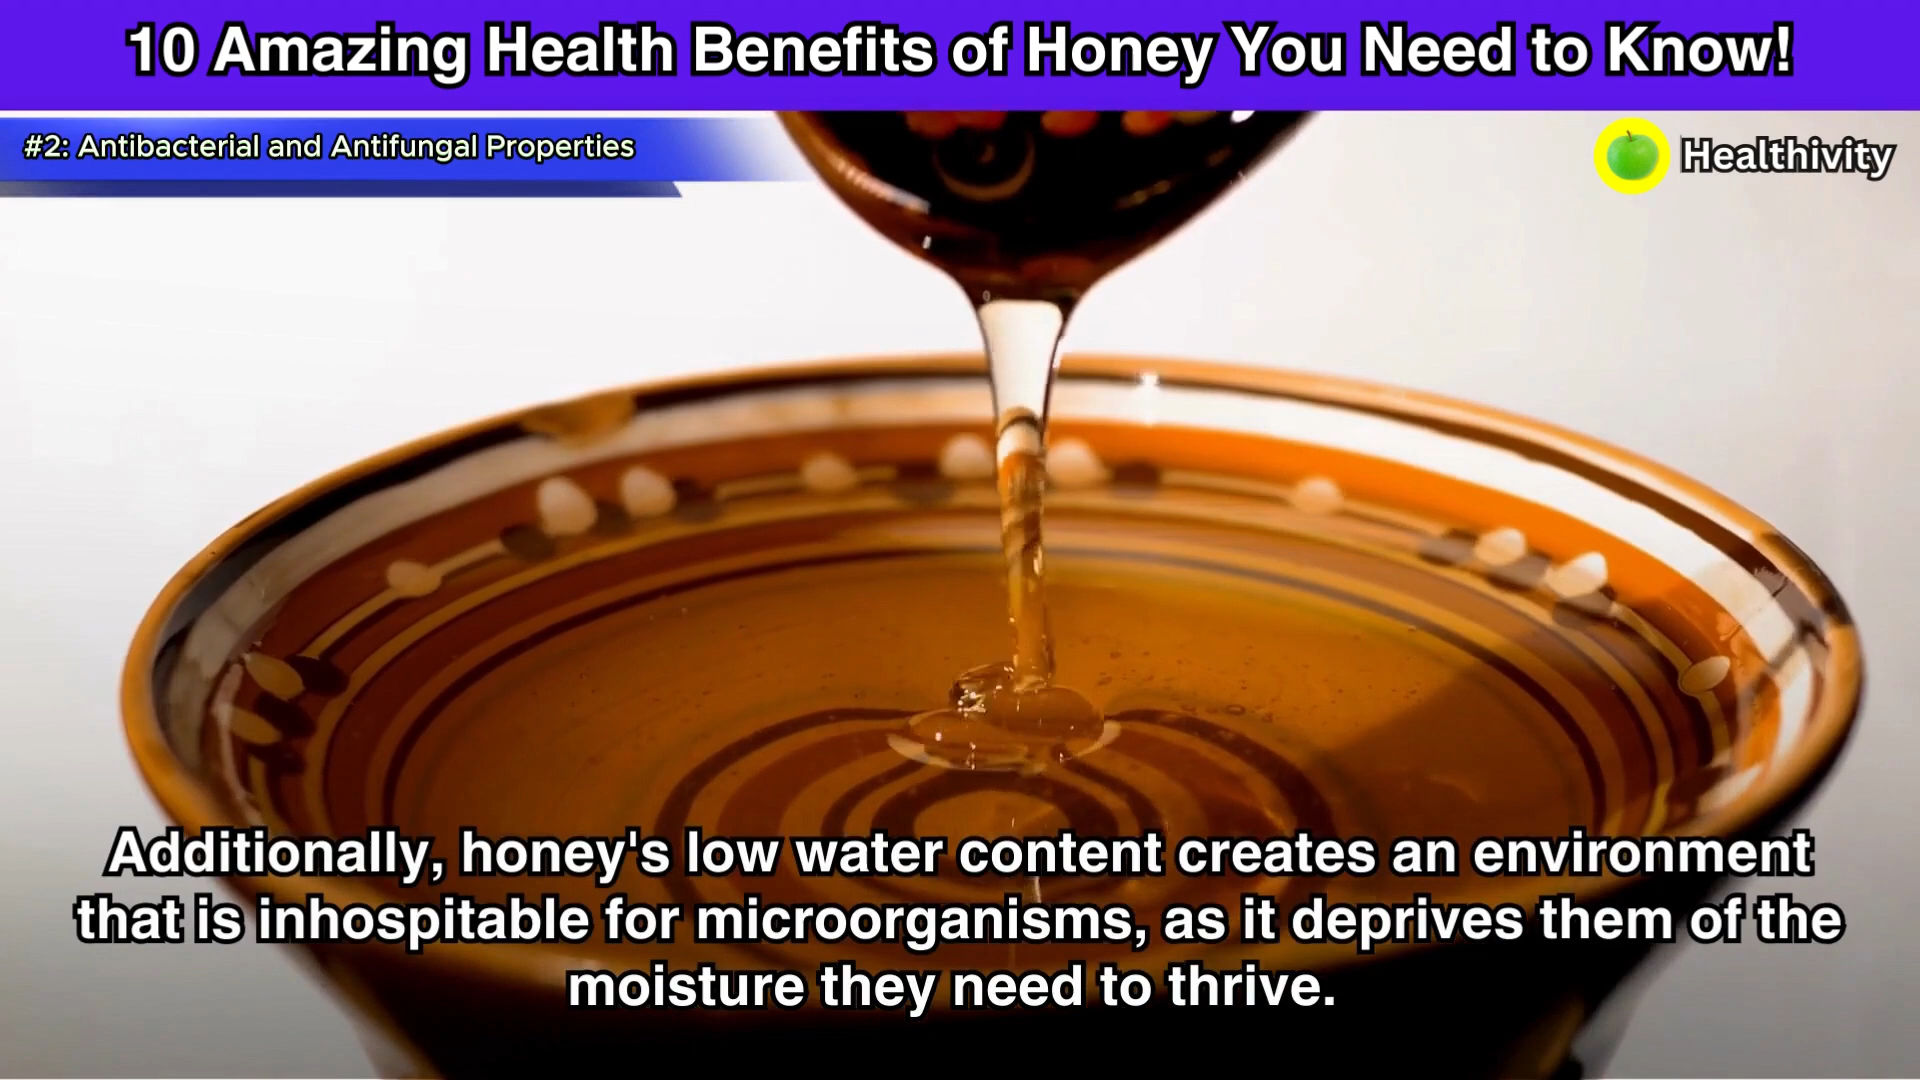 10 Amazing Health Benefits of Honey You Need to Know!
#2: Antibacterial and Antifungal Properties
Healthivity
Additionally, honey's low water content creates an environment
that is inhospitable for microorganisms, as it deprives them of the
moisture they need to thrive.